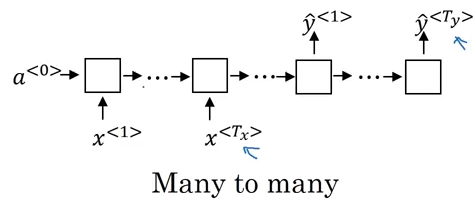 ŷ<1> ŷ<Ty>
a<0> ... ... ...
x<1> x<Tx>
Many to many